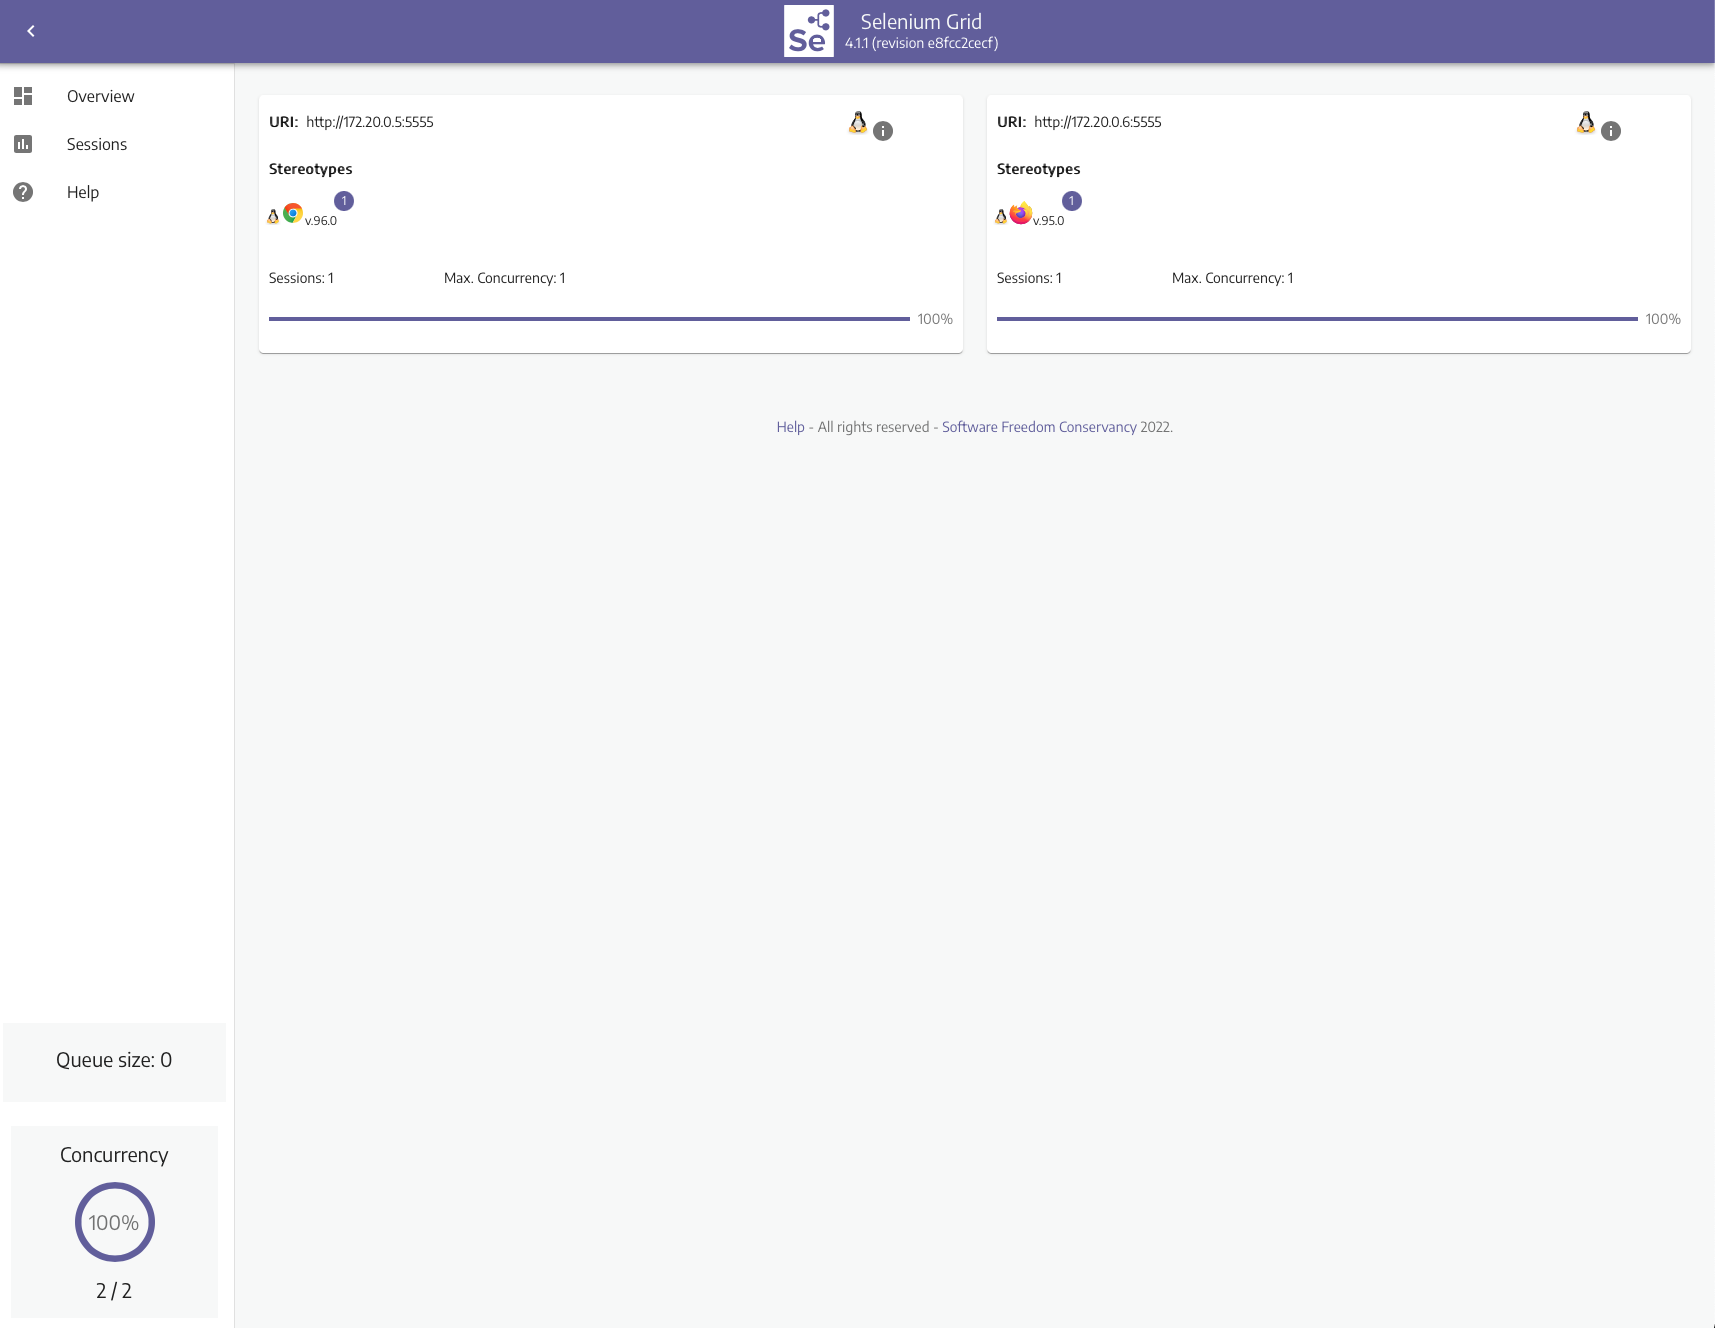 Se
Selenium Grid
4.1.1 (revision e8fcc2cecf)
Overview
Sessions
Help
URI: http://172.20.0.5:5555
Stereotypes
1
v.96.0
Sessions: 1
Max. Concurrency: 1
100%
URI: http://172.20.0.6:5555
Stereotypes
1
v.95.0
Sessions: 1
Max. Concurrency: 1
100%
Help - All rights reserved - Software Freedom Conservancy 2022.
Queue size: 0
Concurrency
100%
2 / 2